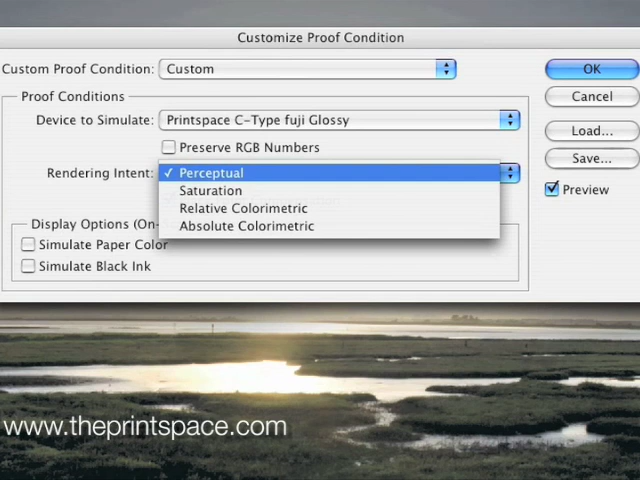 Customize Proof Condition
Custom Proof Condition: Custom
OK
Proof Conditions
Cancel
Device to Simulate: Printspace C-Type fuji Glossy
Load...
Preserve RGB Numbers
Save...
Rendering Intent: ✓ Perceptual
Preview
Saturation
Relative Colorimetric
Absolute Colorimetric
Display Options (On-
Simulate Paper Color
Simulate Black Ink
www.theprintspace.com